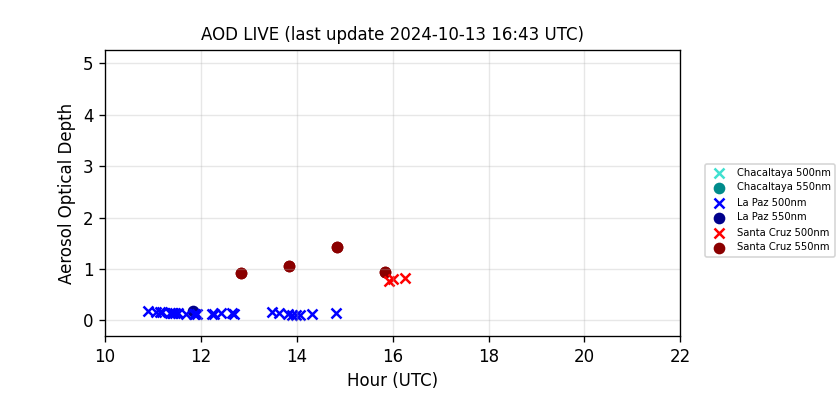 AOD LIVE (last update 2024-10-13 16:43 UTC)
Aerosol Optical Depth
5
4
3
2
1
0
10 12 14 16 18 20 22
Hour (UTC)
Chacaltaya 500nm
Chacaltaya 550nm
La Paz 500nm
La Paz 550nm
Santa Cruz 500nm
Santa Cruz 550nm